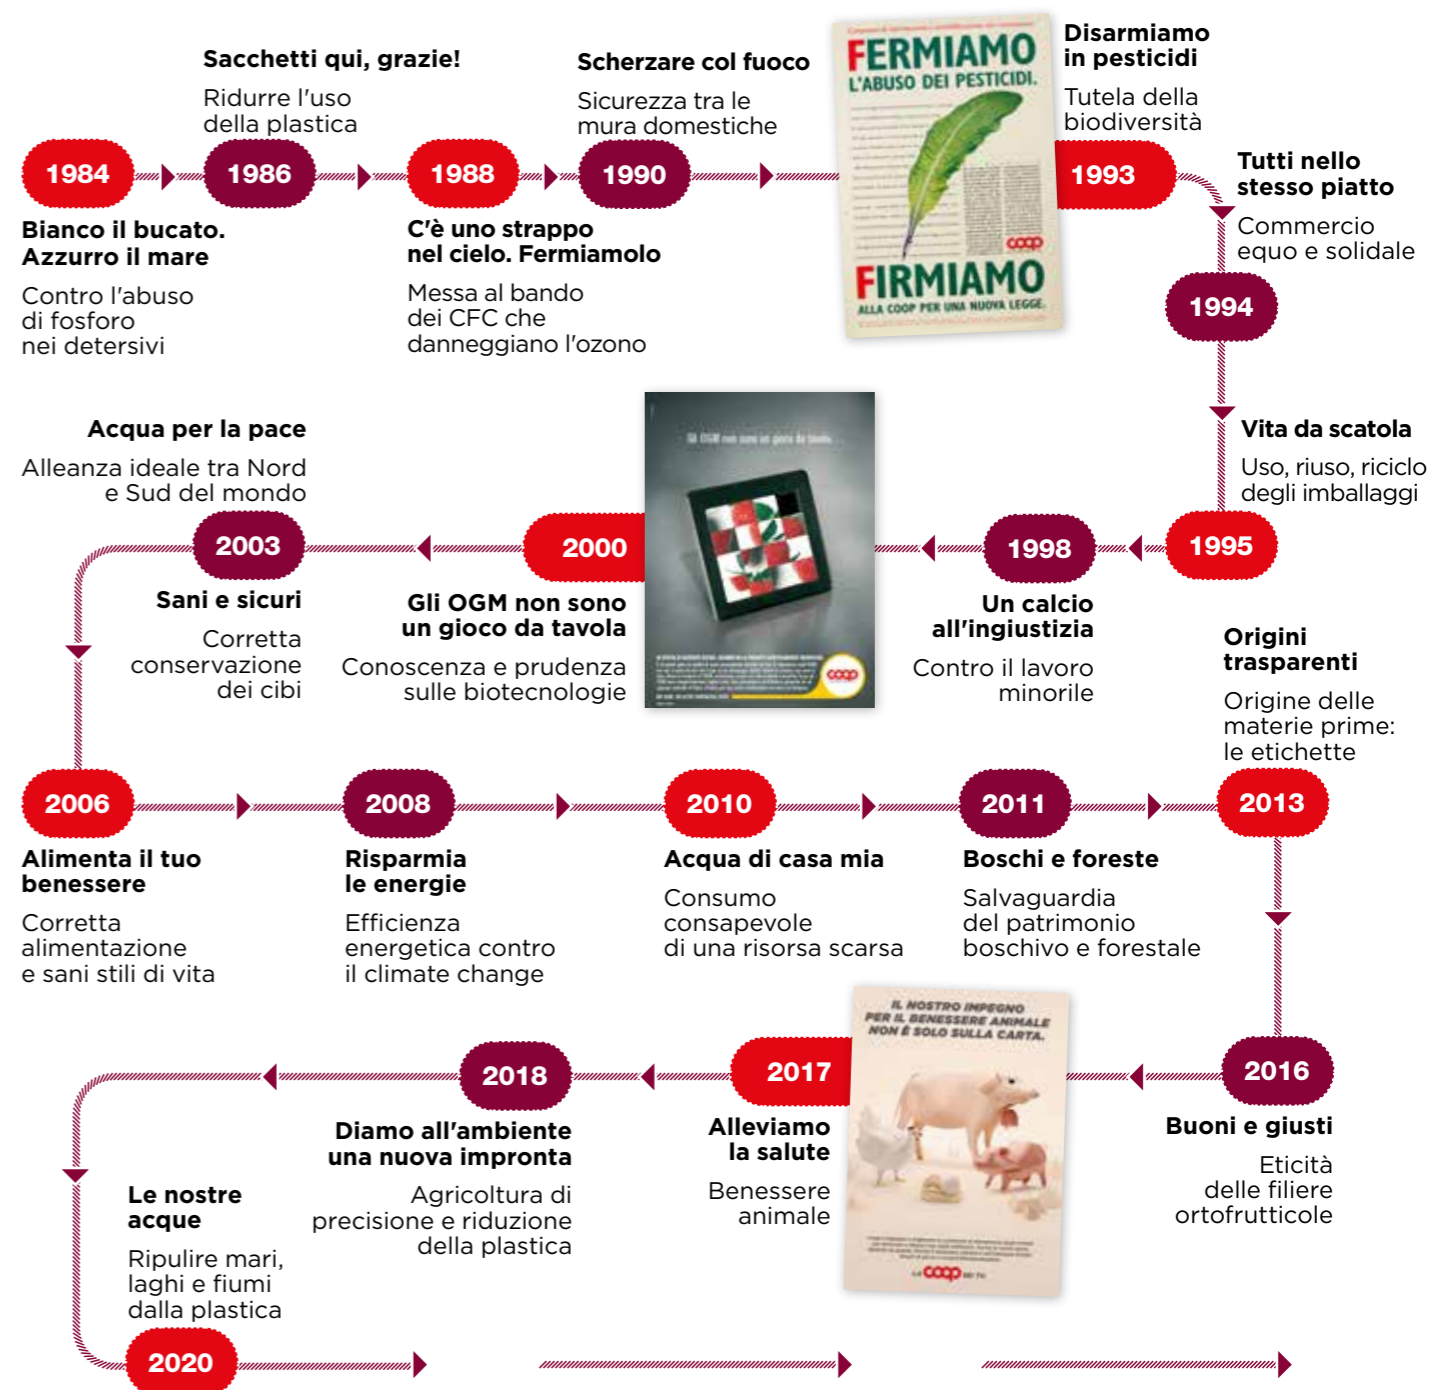 Sacchetti qui, grazie!
Ridurre l'uso
della plastica
Scherzare col fuoco
Sicurezza tra le
mura domestiche
FERMIAMO
L'ABUSO DEI PESTICIDI.
coop
FIRMIAMO
ALLA COOP PER UNA NUOVA LEGGE.
Disarmiamo
in pesticidi
Tutela della
biodiversità
1984
1986
1988
1990
1993
Bianco il bucato.
Azzurro il mare
Contro l'abuso
di fosforo
nei detersivi
C'è uno strappo
nel cielo. Fermiamolo
Messa al bando
dei CFC che
danneggiano l'ozono
Tutti nello
stesso piatto
Commercio
equo e solidale
1994
Vita da scatola
Uso, riuso, riciclo
degli imballaggi
1995
1998
Un calcio
all'ingiustizia
Contro il lavoro
minorile
Gli OGM non sono un gioco da tavola
coop
2000
Gli OGM non sono
un gioco da tavola
Conoscenza e prudenza
sulle biotecnologie
Acqua per la pace
Alleanza ideale tra Nord
e Sud del mondo
2003
Sani e sicuri
Corretta
conservazione
dei cibi
2006
Alimenta il tuo
benessere
Corretta
alimentazione
e sani stili di vita
2008
Risparmia
le energie
Efficienza
energetica contro
il climate change
2010
Acqua di casa mia
Consumo
consapevole
di una risorsa scarsa
2011
Boschi e foreste
Salvaguardia
del patrimonio
boschivo e forestale
Origini
trasparenti
Origine delle
materie prime:
le etichette
2013
2016
Buoni e giusti
Eticità
delle filiere
ortofrutticole
IL NOSTRO IMPEGNO
PER IL BENESSERE ANIMALE
NON È SOLO SULLA CARTA.
LA coop SEI TU.
2017
Alleviamo
la salute
Benessere
animale
2018
Diamo all'ambiente
una nuova impronta
Agricoltura di
precisione e riduzione
della plastica
Le nostre
acque
Ripulire mari,
laghi e fiumi
dalla plastica
2020